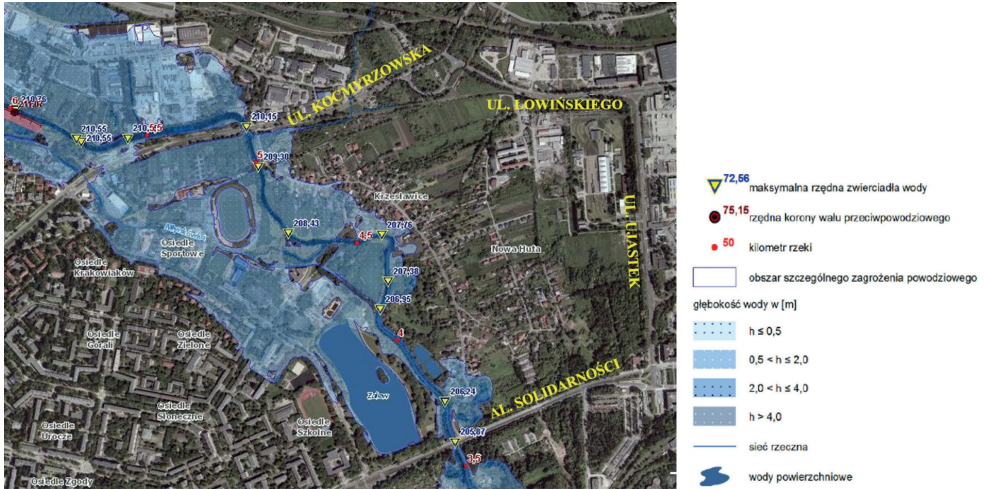 UL. KOCMYRZOWSKA
UL. ŁOWIŃSKIEGO
210,15
210,55
210,55
5
209,30
Krzesławice
208,43
207,76
4,5
Osiedle
Sportowe
Osiedle
Krakowiaków
Nowa Huta
UL. UJASTEK
207,38
206,95
4
Osiedle
Górali
Osiedle
Zielone
Zalew
206,24
AL. SOLIDARNOŚCI
Osiedle
Słoneczne
Osiedle
Szkolne
Osiedle
Urocze
205,87
3,5
Osiedle Zgody
72,56 maksymalna rzędna zwierciadła wody
75,15 rzędna korony wału przeciwpowodziowego
50 kilometr rzeki
obszar szczególnego zagrożenia powodziowego
głębokość wody w [m]
h ≤ 0,5
0,5 < h ≤ 2,0
2,0 < h ≤ 4,0
h > 4,0
sieć rzeczna
wody powierzchniowe